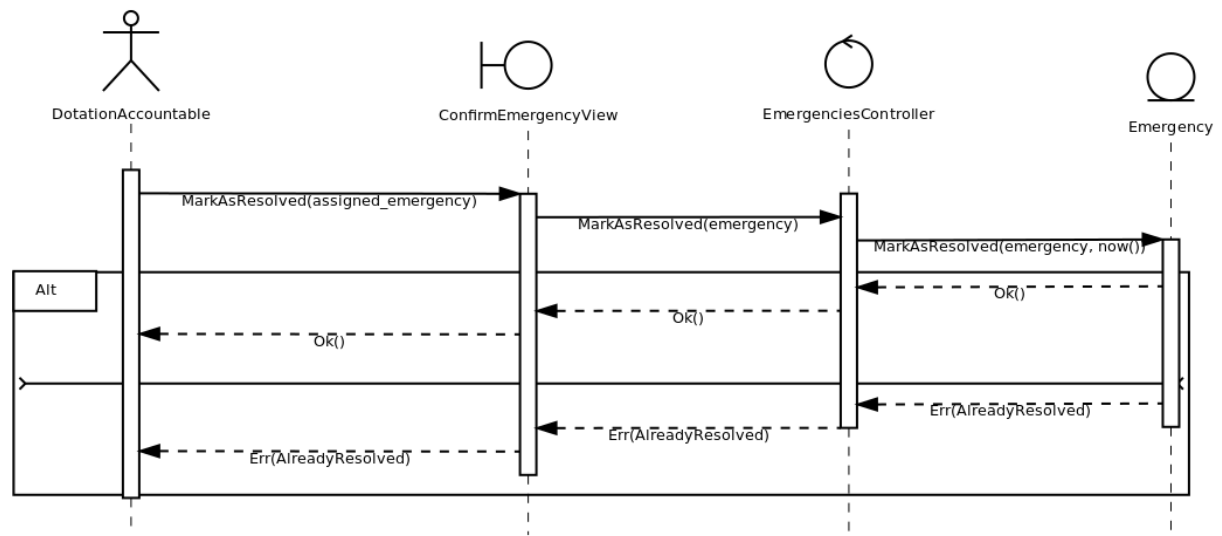 DotationAccountable
ConfirmEmergencyView
EmergenciesController
Emergency
MarkAsResolved(assigned_emergency)
MarkAsResolved(emergency)
MarkAsResolved(emergency, now())
Alt
Ok()
Ok()
Ok()
Err(AlreadyResolved)
Err(AlreadyResolved)
Err(AlreadyResolved)